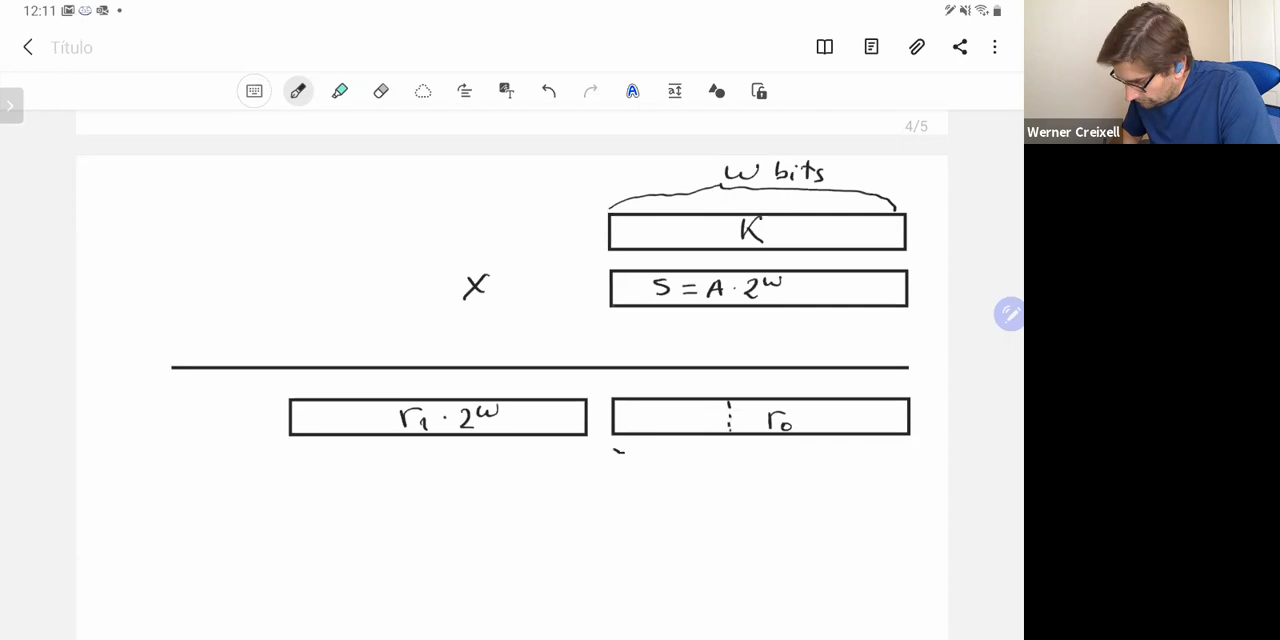 12:11
Título
4/5
w bits
K
X
S = A · 2^w
r₁ · 2^w
r₀
Werner Creixell